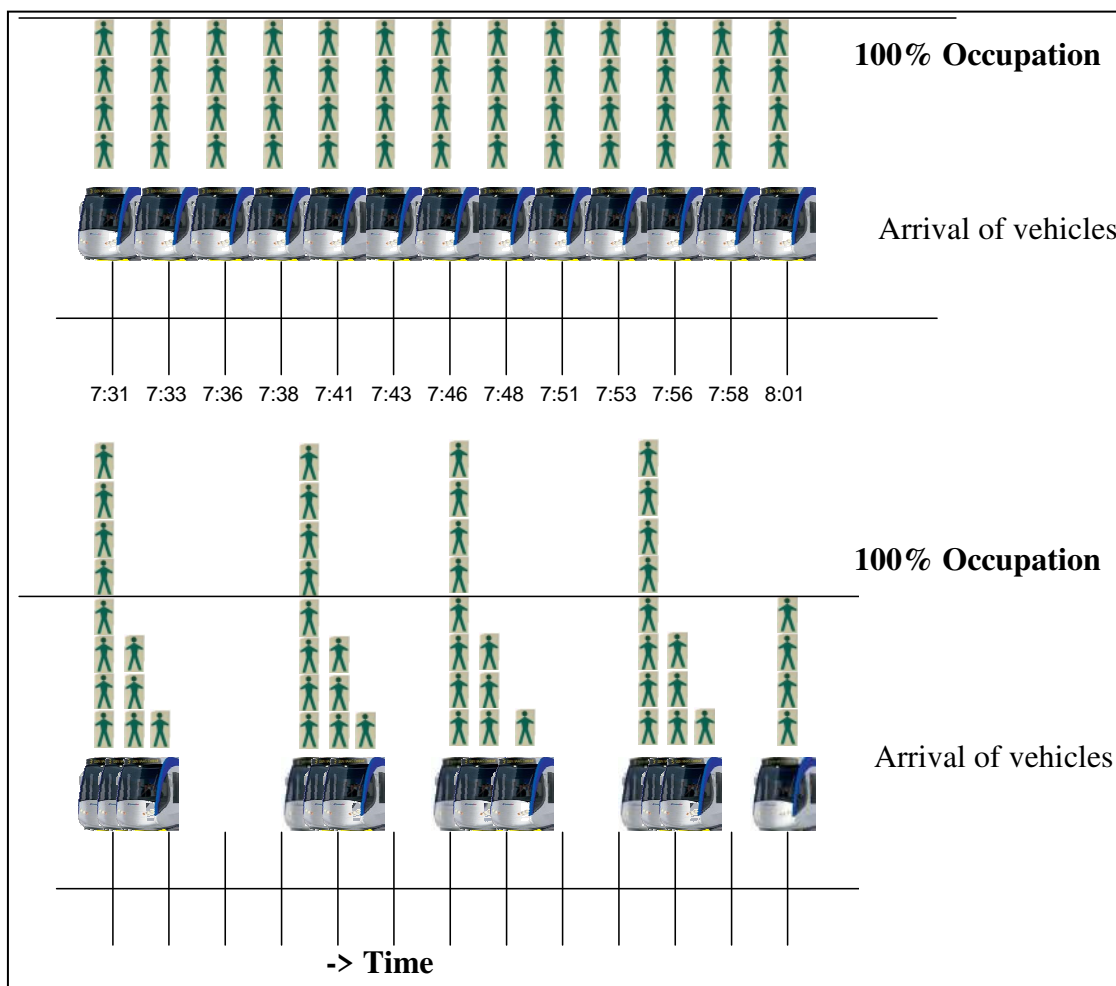 100% Occupation
Arrival of vehicles
7:31 7:33 7:36 7:38 7:41 7:43 7:46 7:48 7:51 7:53 7:56 7:58 8:01
100% Occupation
Arrival of vehicles
-> Time